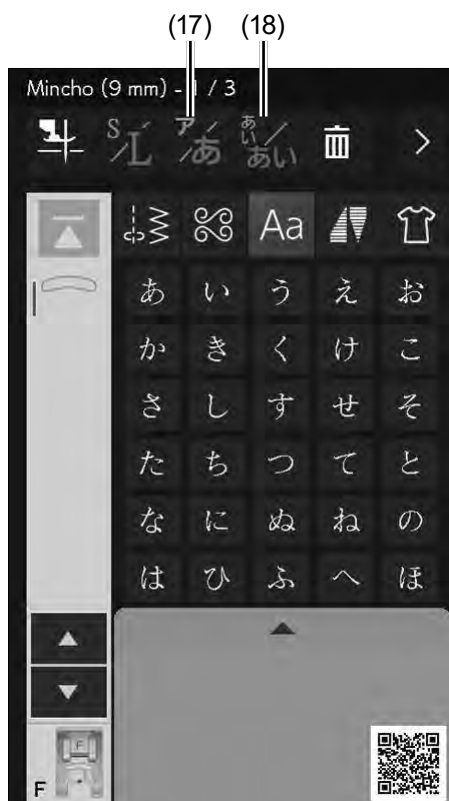 (17) (18)
Mincho (9 mm) - 1 / 3
S/L ア/あ あい/あい >
Aa
あ い う え お
か き く け こ
さ し す せ そ
た ち つ て と
な に ぬ ね の
は ひ ふ へ ほ
F
F